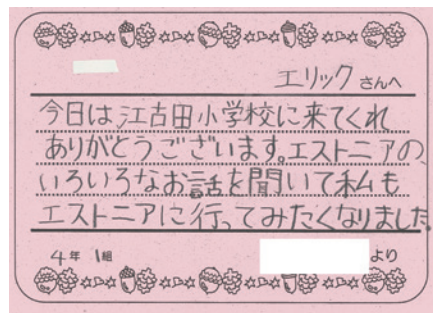 エリック さんへ
今日は江古田小学校に来てくれ
ありがとうございます。エストニアの
いろいろなお話を聞いて私も
エストニアに行ってみたくなりました。
4年 1組
より